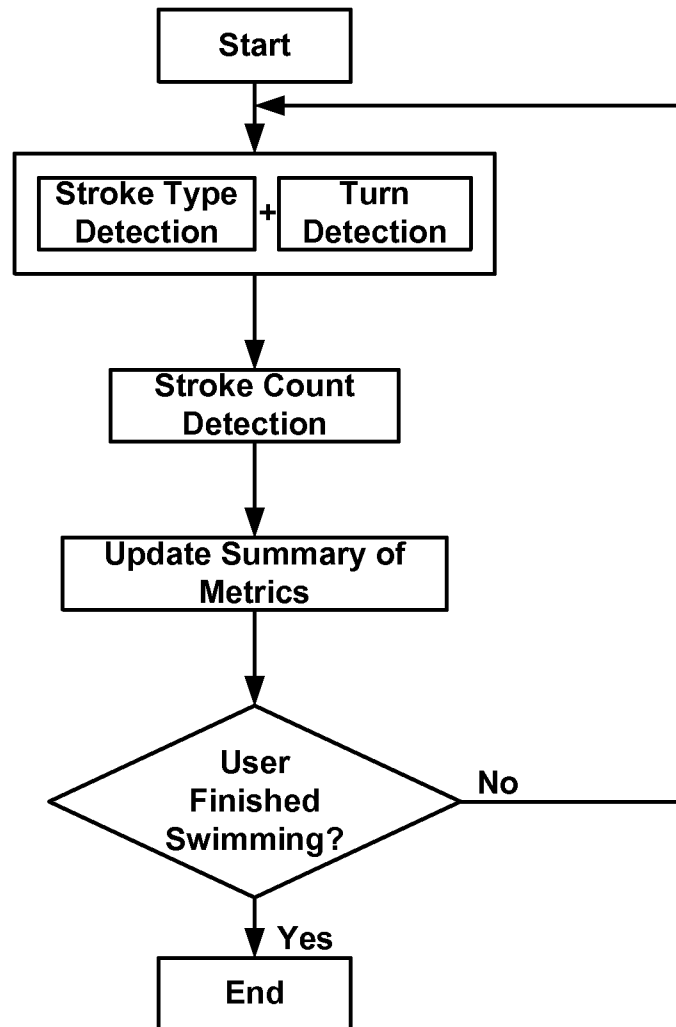 Start
Stroke Type
Detection
+
Turn
Detection
Stroke Count
Detection
Update Summary of
Metrics
User
Finished
Swimming?
No
Yes
End